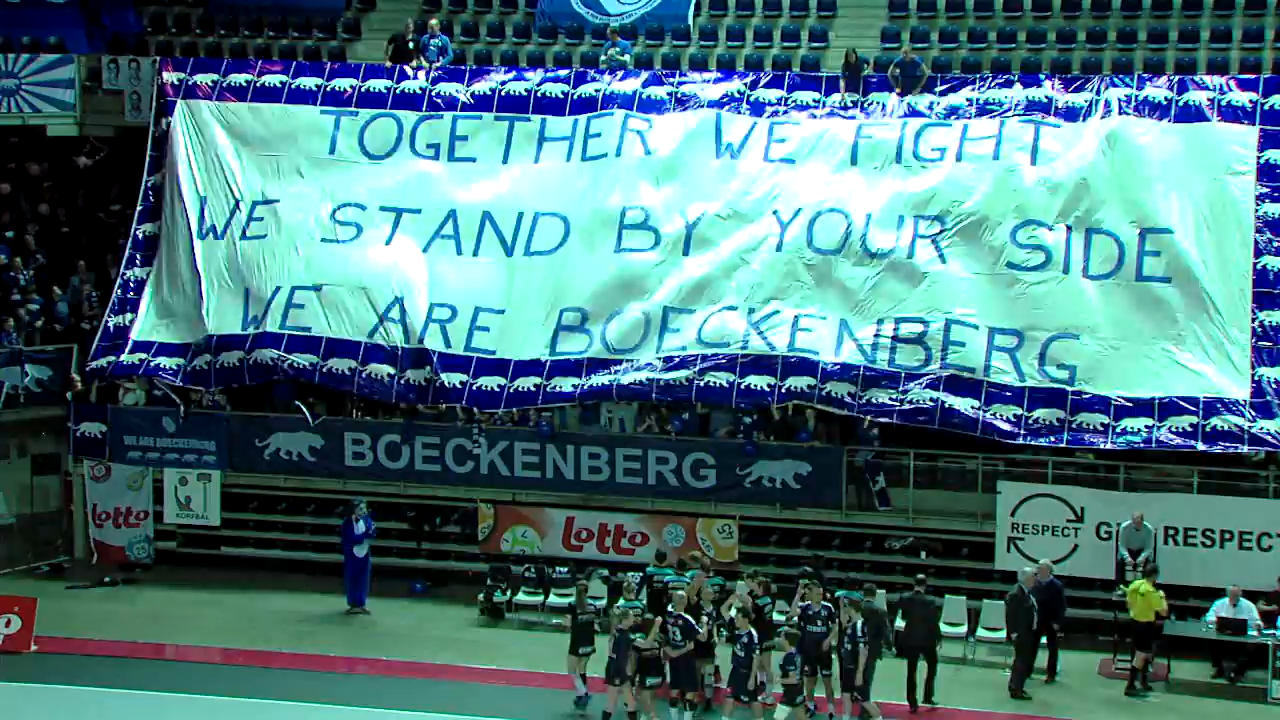 TOGETHER WE FIGHT
WE STAND BY YOUR SIDE
WE ARE BOECKENBERG
WE ARE BOECKENBERG
BOECKENBERG
lotto
KORFBAL
lotto
RESPECT
RESPECT
13